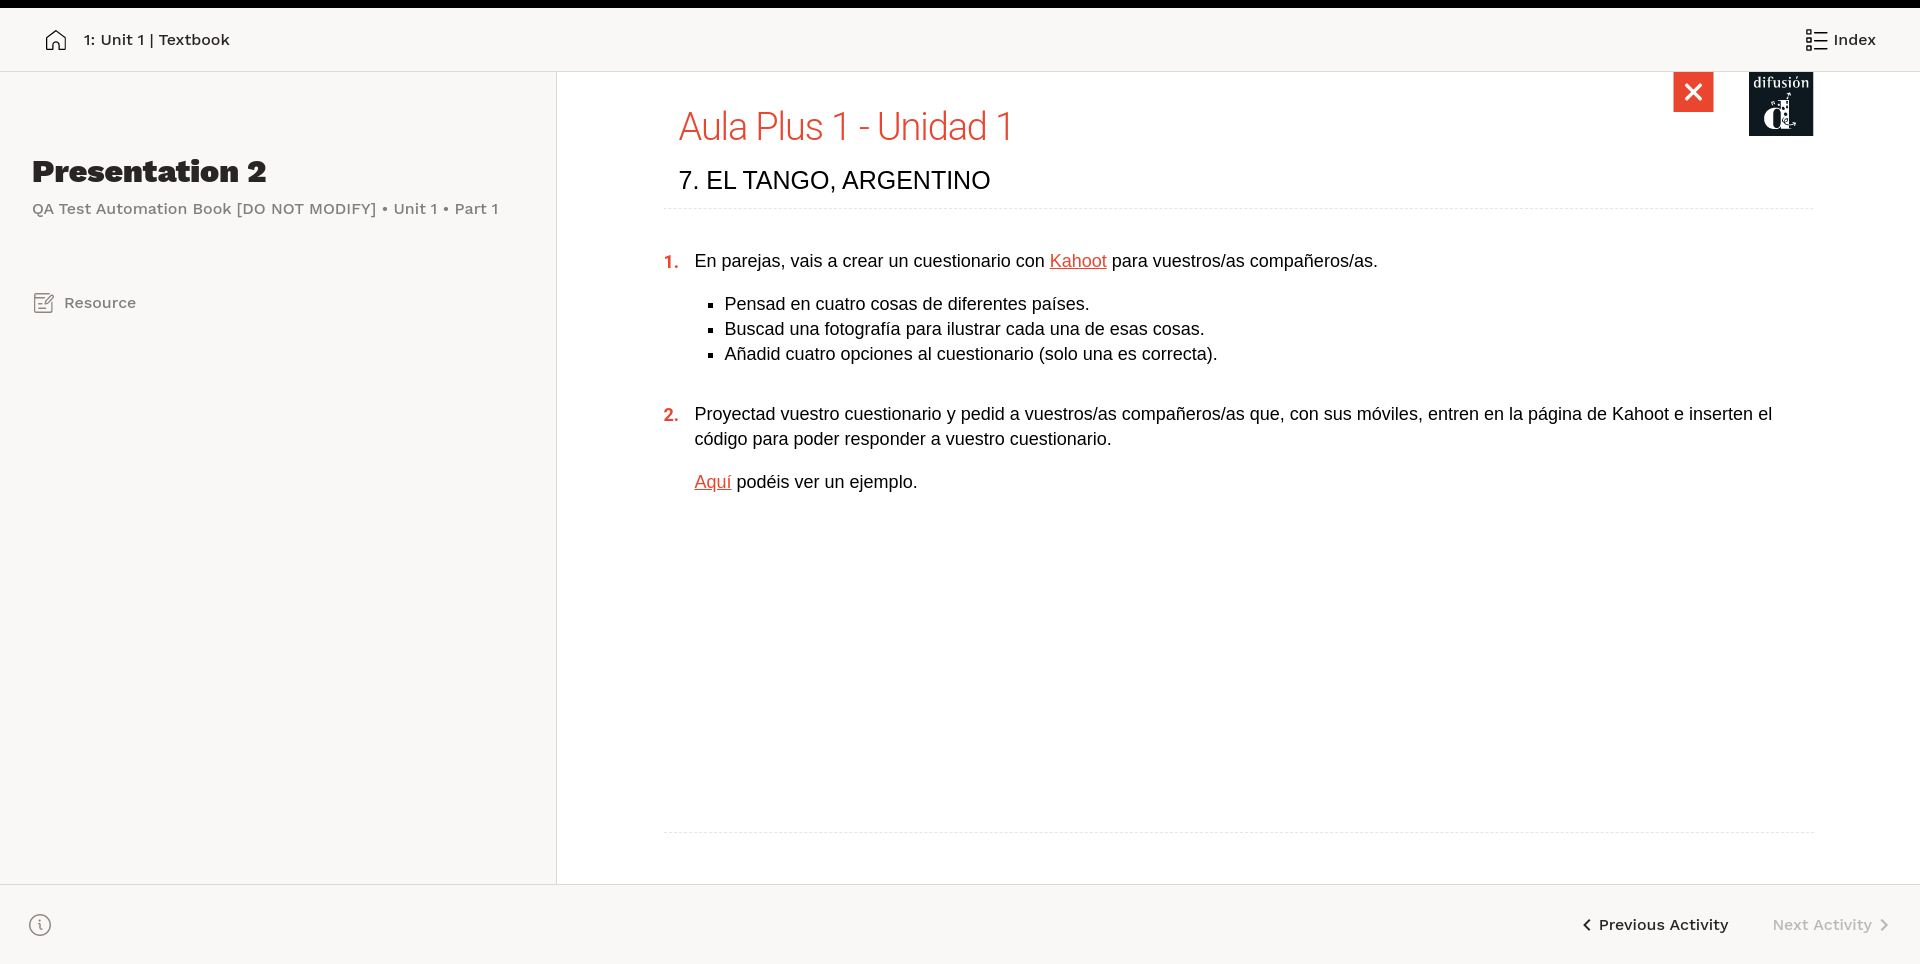 1: Unit 1 | Textbook
Index
Presentation 2
QA Test Automation Book [DO NOT MODIFY] • Unit 1 • Part 1
Resource
difusión
d
Aula Plus 1 - Unidad 1
7. EL TANGO, ARGENTINO
1. En parejas, vais a crear un cuestionario con Kahoot para vuestros/as compañeros/as.
▪ Pensad en cuatro cosas de diferentes países.
▪ Buscad una fotografía para ilustrar cada una de esas cosas.
▪ Añadid cuatro opciones al cuestionario (solo una es correcta).
2. Proyectad vuestro cuestionario y pedid a vuestros/as compañeros/as que, con sus móviles, entren en la página de Kahoot e inserten el
código para poder responder a vuestro cuestionario.
Aquí podéis ver un ejemplo.
Previous Activity
Next Activity